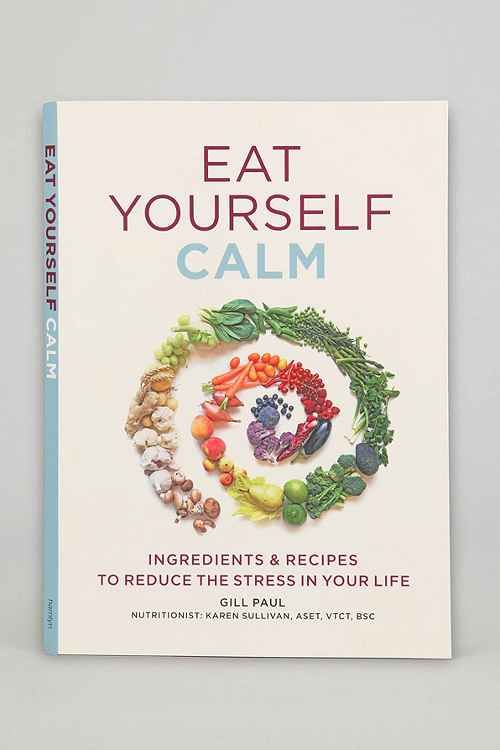 EAT
YOURSELF
CALM
INGREDIENTS & RECIPES
TO REDUCE THE STRESS IN YOUR LIFE
GILL PAUL
NUTRITIONIST: KAREN SULLIVAN, ASET, VTCT, BSC
EAT YOURSELF CALM
hamlyn